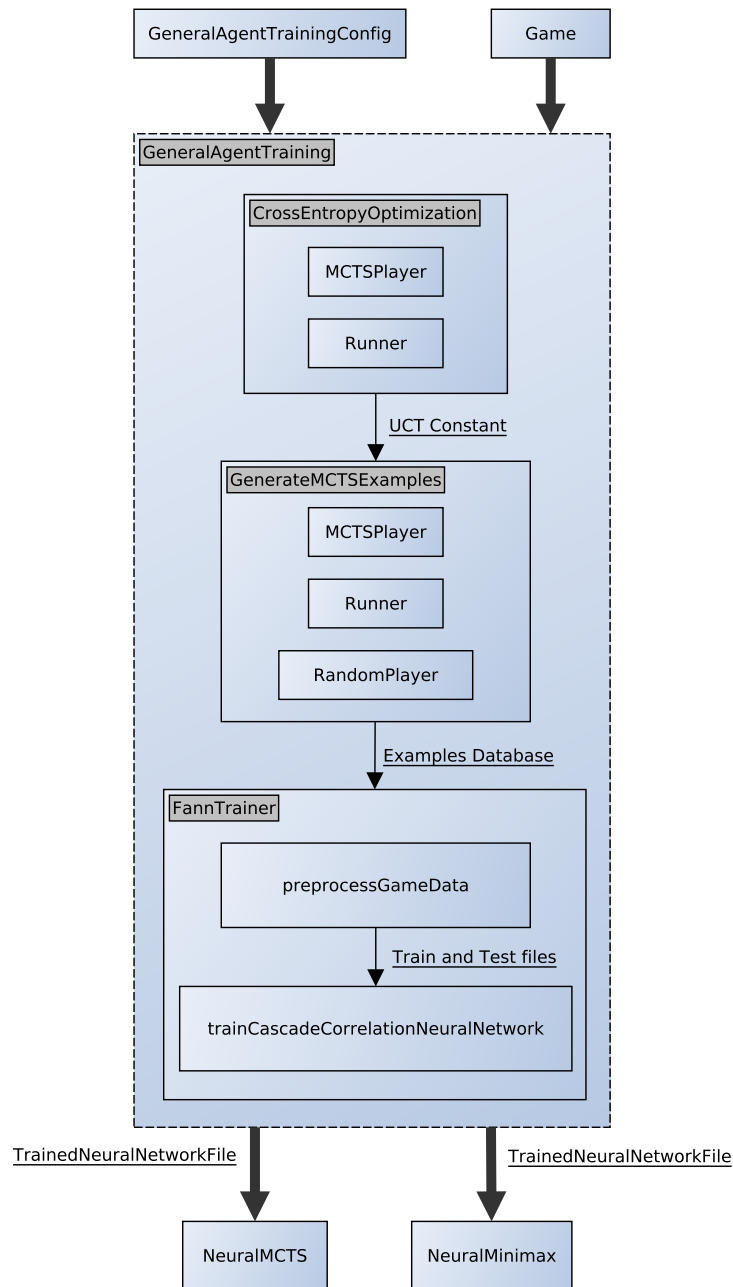 GeneralAgentTrainingConfig
Game
GeneralAgentTraining
CrossEntropyOptimization
MCTSPlayer
Runner
UCT Constant
GenerateMCTSExamples
MCTSPlayer
Runner
RandomPlayer
Examples Database
FannTrainer
preprocessGameData
Train and Test files
trainCascadeCorrelationNeuralNetwork
TrainedNeuralNetworkFile
TrainedNeuralNetworkFile
NeuralMCTS
NeuralMinimax